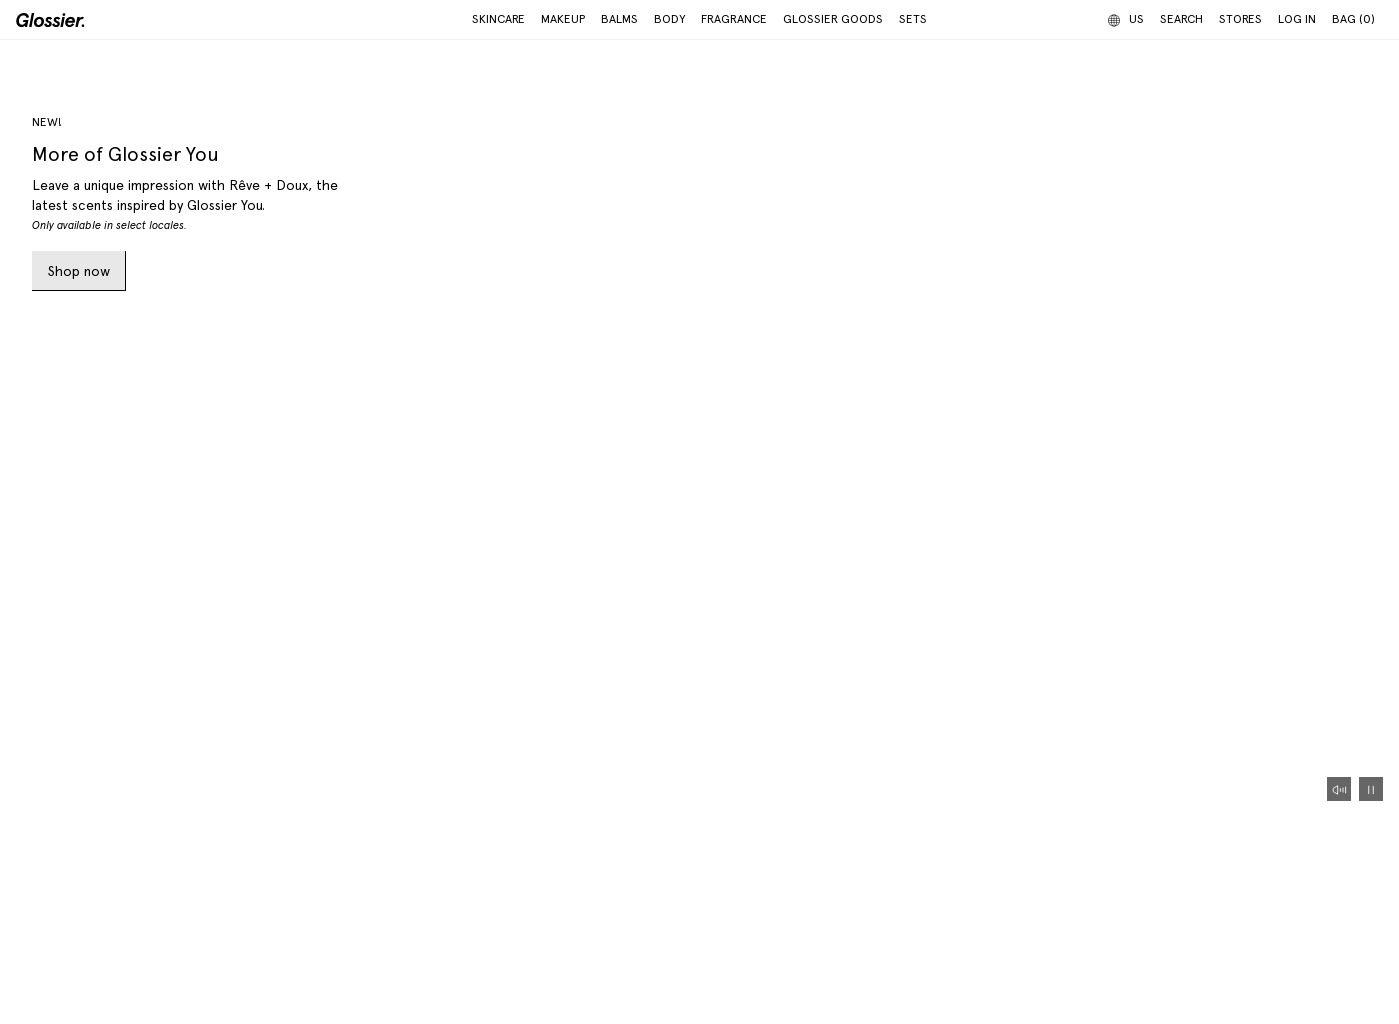 Glossier.
SKINCARE MAKEUP BALMS BODY FRAGRANCE GLOSSIER GOODS SETS
US SEARCH STORES LOG IN BAG (0)
NEW!
More of Glossier You
Leave a unique impression with Rêve + Doux, the
latest scents inspired by Glossier You.
Only available in select locales.
Shop now